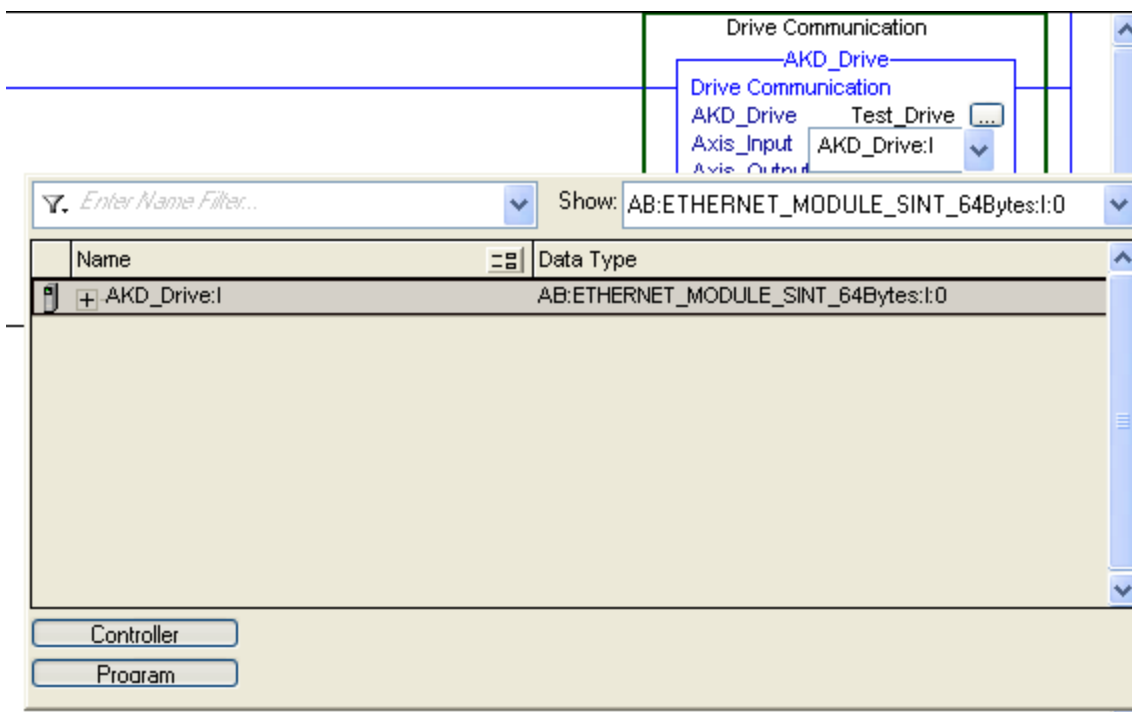 Drive Communication
AKD_Drive
Drive Communication
AKD_Drive Test_Drive ...
Axis_Input AKD_Drive:I
Axis_Output
Enter Name Filter... Show: AB:ETHERNET_MODULE_SINT_64Bytes:I:0
Name Data Type
AKD_Drive:I AB:ETHERNET_MODULE_SINT_64Bytes:I:0
Controller
Program